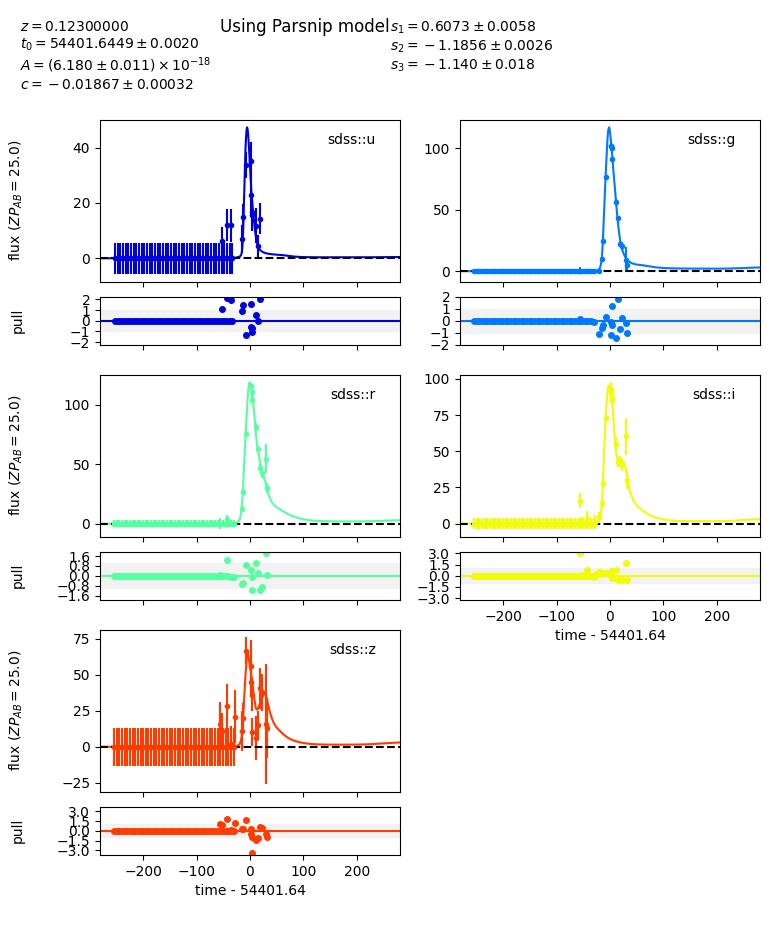 Using Parsnip model
z = 0.12300000
t₀ = 54401.6449 ± 0.0020
A = (6.180 ± 0.011) × 10⁻¹⁸
c = −0.01867 ± 0.00032
s₁ = 0.6073 ± 0.0058
s₂ = −1.1856 ± 0.0026
s₃ = −1.140 ± 0.018
flux (ZP_AB = 25.0)
40
20
0
sdss::u
pull
2
1
0
−1
−2
100
50
0
sdss::g
2
1
0
−1
−2
flux (ZP_AB = 25.0)
100
50
0
sdss::r
pull
1.6
0.8
0.0
−0.8
−1.6
100
75
50
25
0
sdss::i
3.0
1.5
0.0
−1.5
−3.0
−200 −100 0 100 200
time - 54401.64
flux (ZP_AB = 25.0)
75
50
25
0
−25
sdss::z
pull
3.0
1.5
0.0
−1.5
−3.0
−200 −100 0 100 200
time - 54401.64